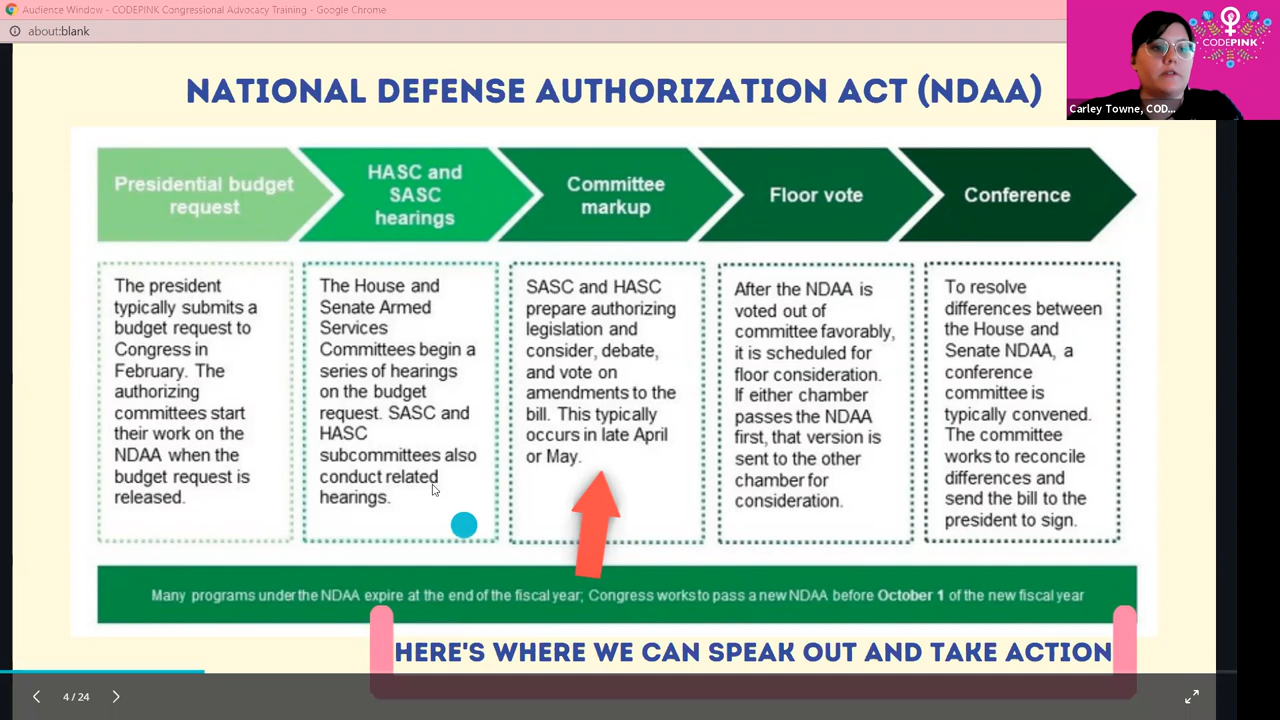 Audience Window - CODEPINK Congressional Advocacy Training - Google Chrome
about:blank
CODEPINK
Carley Towne, COD...
NATIONAL DEFENSE AUTHORIZATION ACT (NDAA)
Presidential budget
request
HASC and
SASC
hearings
Committee
markup
Floor vote
Conference
The president
typically submits a
budget request to
Congress in
February. The
authorizing
committees start
their work on the
NDAA when the
budget request is
released.
The House and
Senate Armed
Services
Committees begin a
series of hearings
on the budget
request. SASC and
HASC
subcommittees also
conduct related
hearings.
SASC and HASC
prepare authorizing
legislation and
consider, debate,
and vote on
amendments to the
bill. This typically
occurs in late April
or May.
After the NDAA is
voted out of
committee favorably,
it is scheduled for
floor consideration.
If either chamber
passes the NDAA
first, that version is
sent to the other
chamber for
consideration.
To resolve
differences between
the House and
Senate NDAA, a
conference
committee is
typically convened.
The committee
works to reconcile
differences and
send the bill to the
president to sign.
Many programs under the NDAA expire at the end of the fiscal year; Congress works to pass a new NDAA before October 1 of the new fiscal year
HERE'S WHERE WE CAN SPEAK OUT AND TAKE ACTION
4 / 24